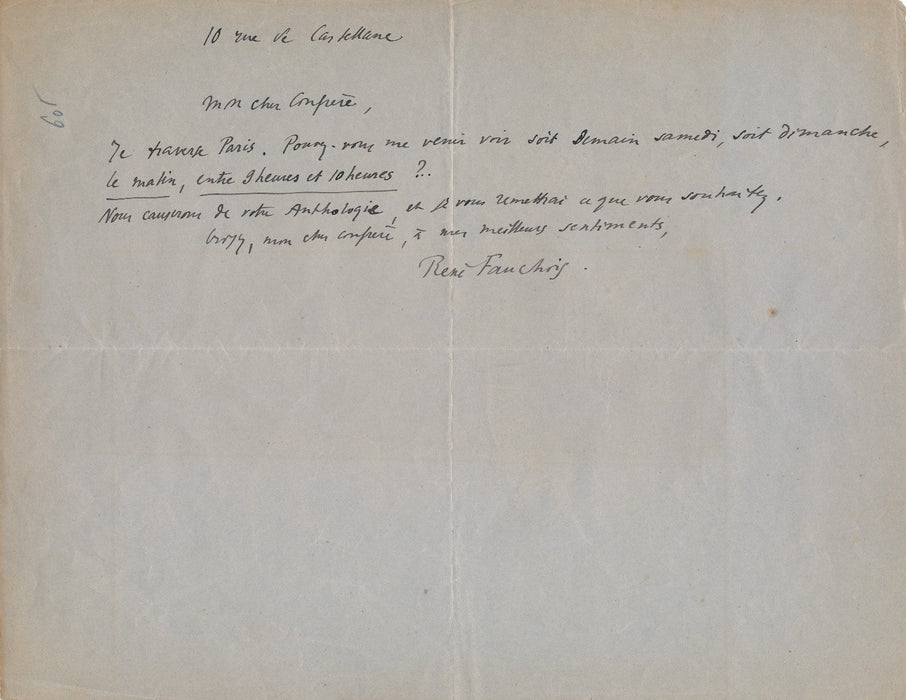 10 rue de Castellane
605
Mon cher Confrère,
Je traverse Paris. Pouvez-vous me venir voir soit Demain samedi, soit dimanche,
le matin, entre 9 heures et 10 heures ?..
Nous causerons de votre Anthologie, et je vous remettrai ce que vous souhaitez.
Croyez, mon cher confrère, à mes meilleurs sentiments,
René Fauchois.